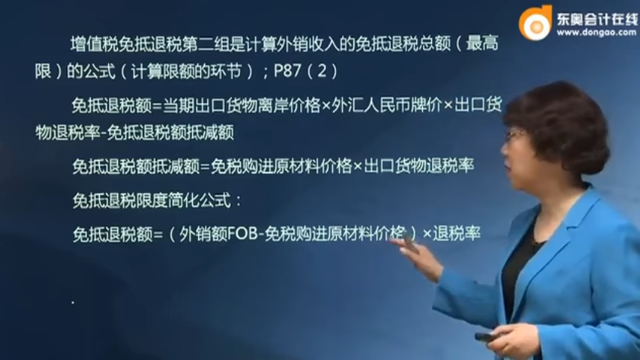 东奥会计在线
www.dongao.com
增值税免抵退税第二组是计算外销收入的免抵退税总额（最高
限）的公式（计算限额的环节）；P87（2）
免抵退税额=当期出口货物离岸价格×外汇人民币牌价×出口货
物退税率-免抵退税额抵减额
免抵退税额抵减额=免税购进原材料价格×出口货物退税率
免抵退税限度简化公式：
免抵退税额=（外销额FOB-免税购进原材料价格）×退税率